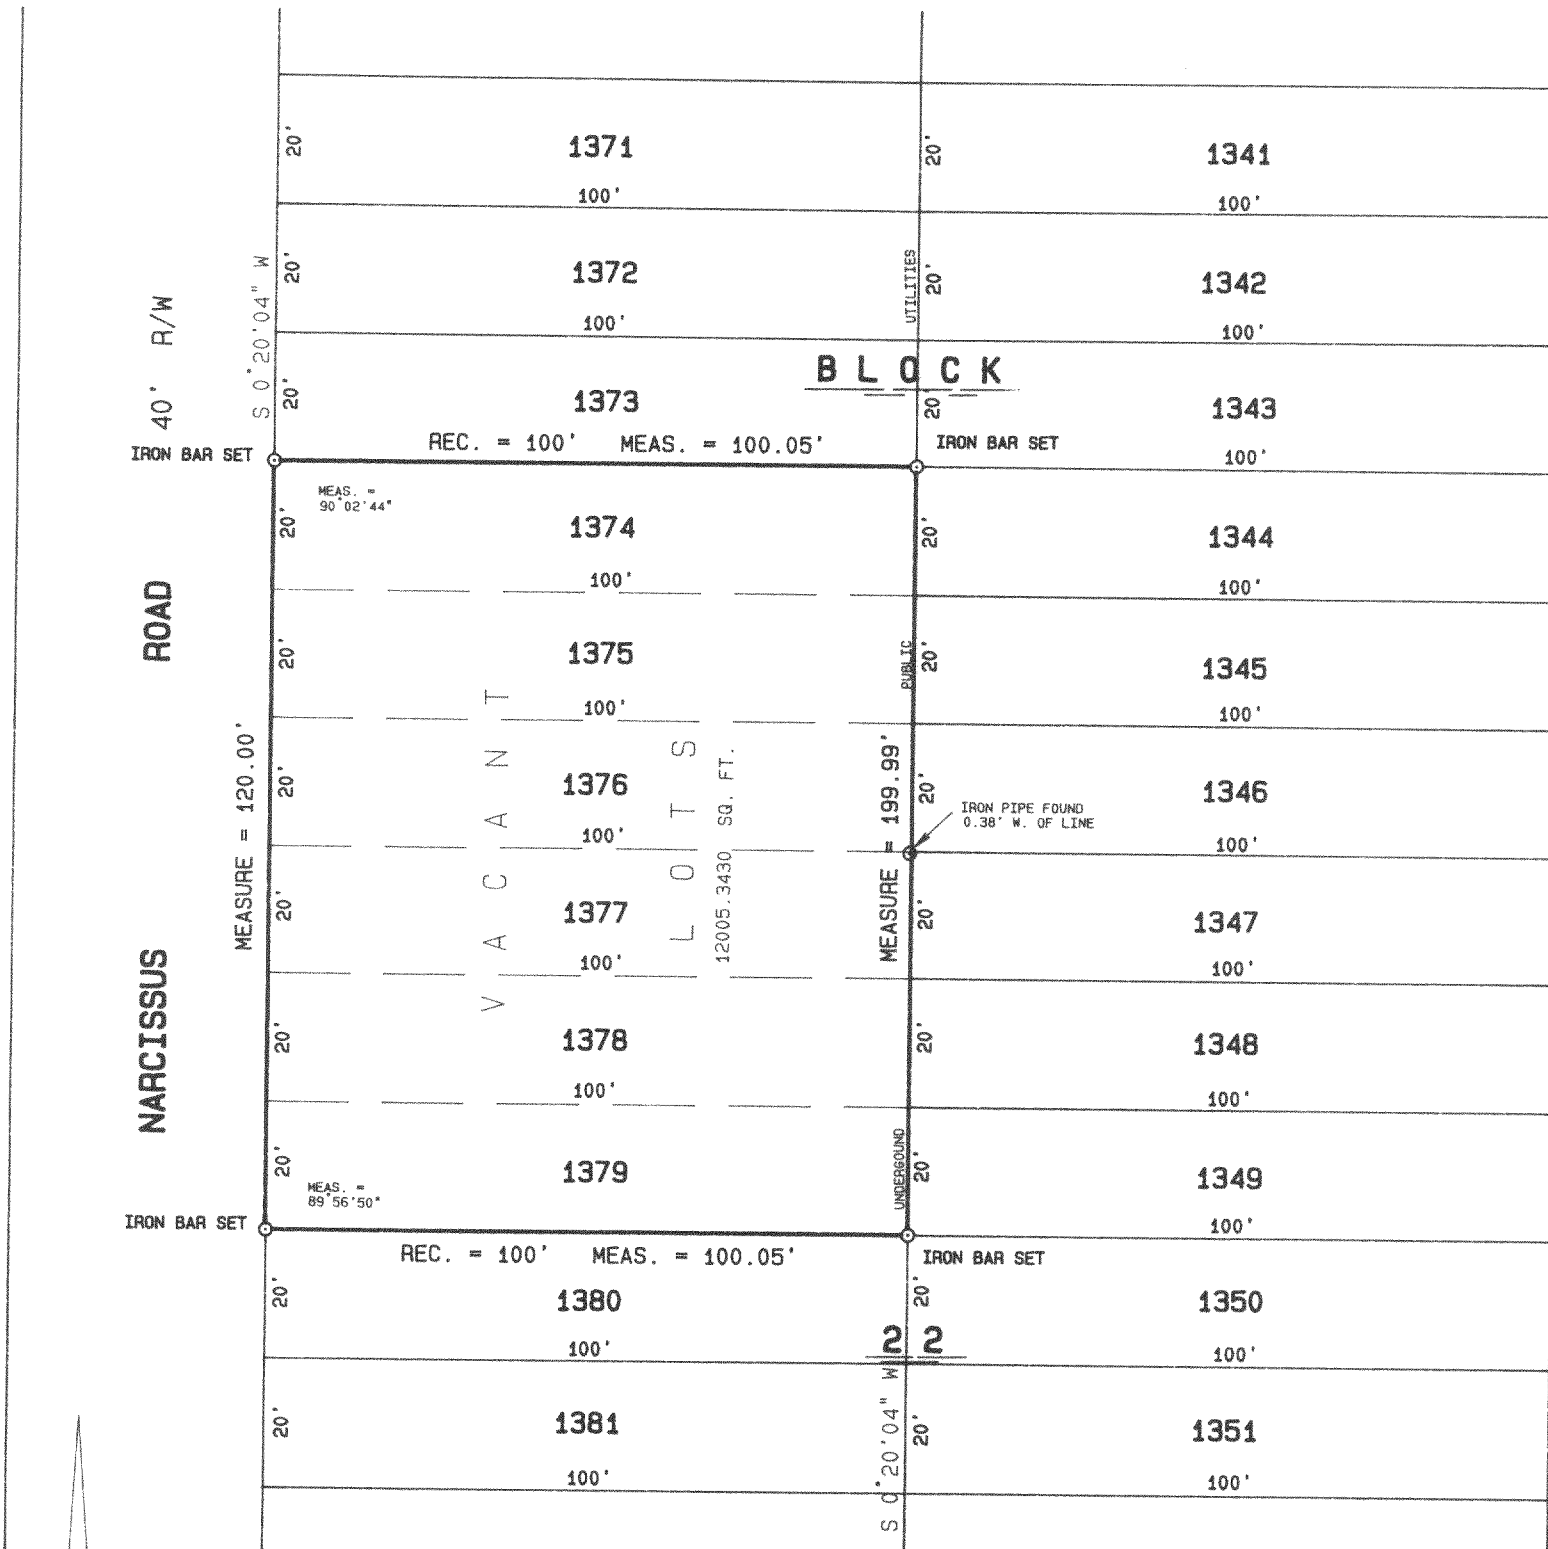 20'
1371
100'
20'
1341
100'
20'
1372
100'
UTILITIES
20'
1342
100'
40' R/W
S 0°20'04" W
20'
1373
BLOCK
20'
1343
100'
IRON BAR SET
REC. = 100' MEAS. = 100.05'
IRON BAR SET
MEAS. =
90°02'44"
20'
1374
100'
20'
1344
100'
NARCISSUS ROAD
MEASURE = 120.00'
20'
1375
100'
PUBLIC
20'
1345
100'
VACANT
LOTS
12005.3430 SQ. FT.
20'
1376
100'
MEASURE = 199.99'
20'
1346
100'
IRON PIPE FOUND
0.38' W. OF LINE
20'
1377
100'
20'
1347
100'
20'
1378
100'
20'
1348
100'
20'
1379
UNDERGOUND
20'
1349
100'
MEAS. =
89°56'50"
IRON BAR SET
REC. = 100' MEAS. = 100.05'
IRON BAR SET
20'
1380
100'
20'
1350
100'
22
20'
1381
100'
S 0°20'04" W
20'
1351
100'